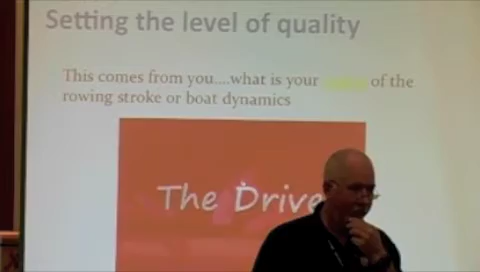 Setting the level of quality
This comes from you....what is your of the
rowing stroke or boat dynamics
The Drive